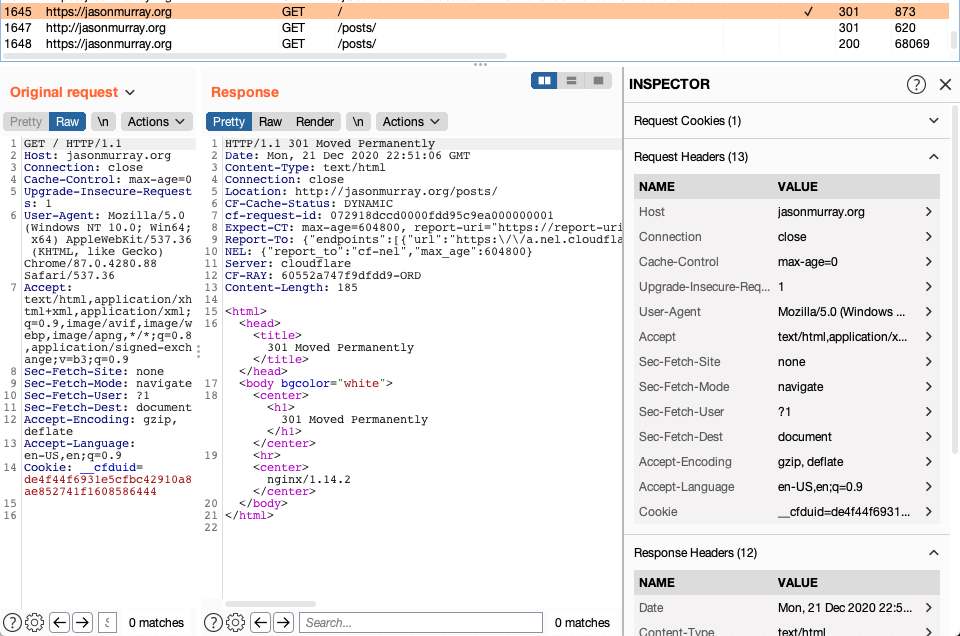 1645 https://jasonmurray.org GET / ✓ 301 873
1647 http://jasonmurray.org GET /posts/ 301 620
1648 https://jasonmurray.org GET /posts/ 200 68069
Original request
Pretty Raw \n Actions
1 GET / HTTP/1.1
2 Host: jasonmurray.org
3 Connection: close
4 Cache-Control: max-age=0
5 Upgrade-Insecure-Request
s: 1
6 User-Agent: Mozilla/5.0
(Windows NT 10.0; Win64;
x64) AppleWebKit/537.36
(KHTML, like Gecko)
Chrome/87.0.4280.88
Safari/537.36
7 Accept:
text/html,application/xh
tml+xml,application/xml;
q=0.9,image/avif,image/w
ebp,image/apng,*/*;q=0.8
,application/signed-exch
ange;v=b3;q=0.9
8 Sec-Fetch-Site: none
9 Sec-Fetch-Mode: navigate
10 Sec-Fetch-User: ?1
11 Sec-Fetch-Dest: document
12 Accept-Encoding: gzip,
deflate
13 Accept-Language:
en-US,en;q=0.9
14 Cookie: __cfduid=
de4f44f6931e5cfbc42910a8
ae852741f1608586444
15
16
0 matches
Response
Pretty Raw Render \n Actions
1 HTTP/1.1 301 Moved Permanently
2 Date: Mon, 21 Dec 2020 22:51:06 GMT
3 Content-Type: text/html
4 Connection: close
5 Location: http://jasonmurray.org/posts/
6 CF-Cache-Status: DYNAMIC
7 cf-request-id: 072918dccd0000fdd95c9ea000000001
8 Expect-CT: max-age=604800, report-uri="https://report-uri
9 Report-To: {"endpoints":[{"url":"https:\/\/a.nel.cloudfla
10 NEL: {"report_to":"cf-nel","max_age":604800}
11 Server: cloudflare
12 CF-RAY: 60552a747f9dfdd9-ORD
13 Content-Length: 185
14
15 <html>
16 <head>
<title>
301 Moved Permanently
</title>
</head>
17 <body bgcolor="white">
18 <center>
<h1>
301 Moved Permanently
</h1>
</center>
19 <hr>
<center>
nginx/1.14.2
</center>
20 </body>
21 </html>
22
Search...
0 matches
INSPECTOR
Request Cookies (1)
Request Headers (13)
NAME VALUE
Host jasonmurray.org
Connection close
Cache-Control max-age=0
Upgrade-Insecure-Req... 1
User-Agent Mozilla/5.0 (Windows ...
Accept text/html,application/x...
Sec-Fetch-Site none
Sec-Fetch-Mode navigate
Sec-Fetch-User ?1
Sec-Fetch-Dest document
Accept-Encoding gzip, deflate
Accept-Language en-US,en;q=0.9
Cookie __cfduid=de4f44f6931...
Response Headers (12)
NAME VALUE
Date Mon, 21 Dec 2020 22:5...
Content-Type text/html